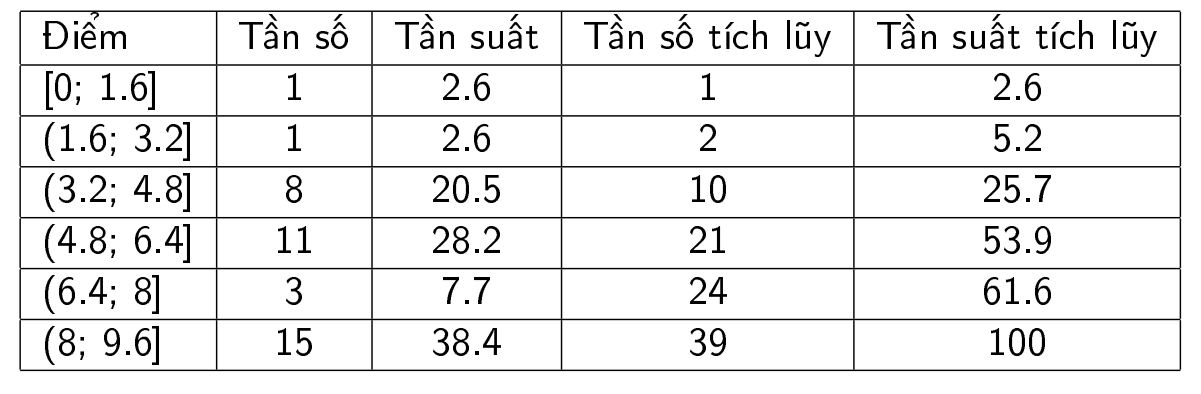 Điểm Tần số Tần suất Tần số tích lũy Tần suất tích lũy
[0; 1.6] 1 2.6 1 2.6
(1.6; 3.2] 1 2.6 2 5.2
(3.2; 4.8] 8 20.5 10 25.7
(4.8; 6.4] 11 28.2 21 53.9
(6.4; 8] 3 7.7 24 61.6
(8; 9.6] 15 38.4 39 100